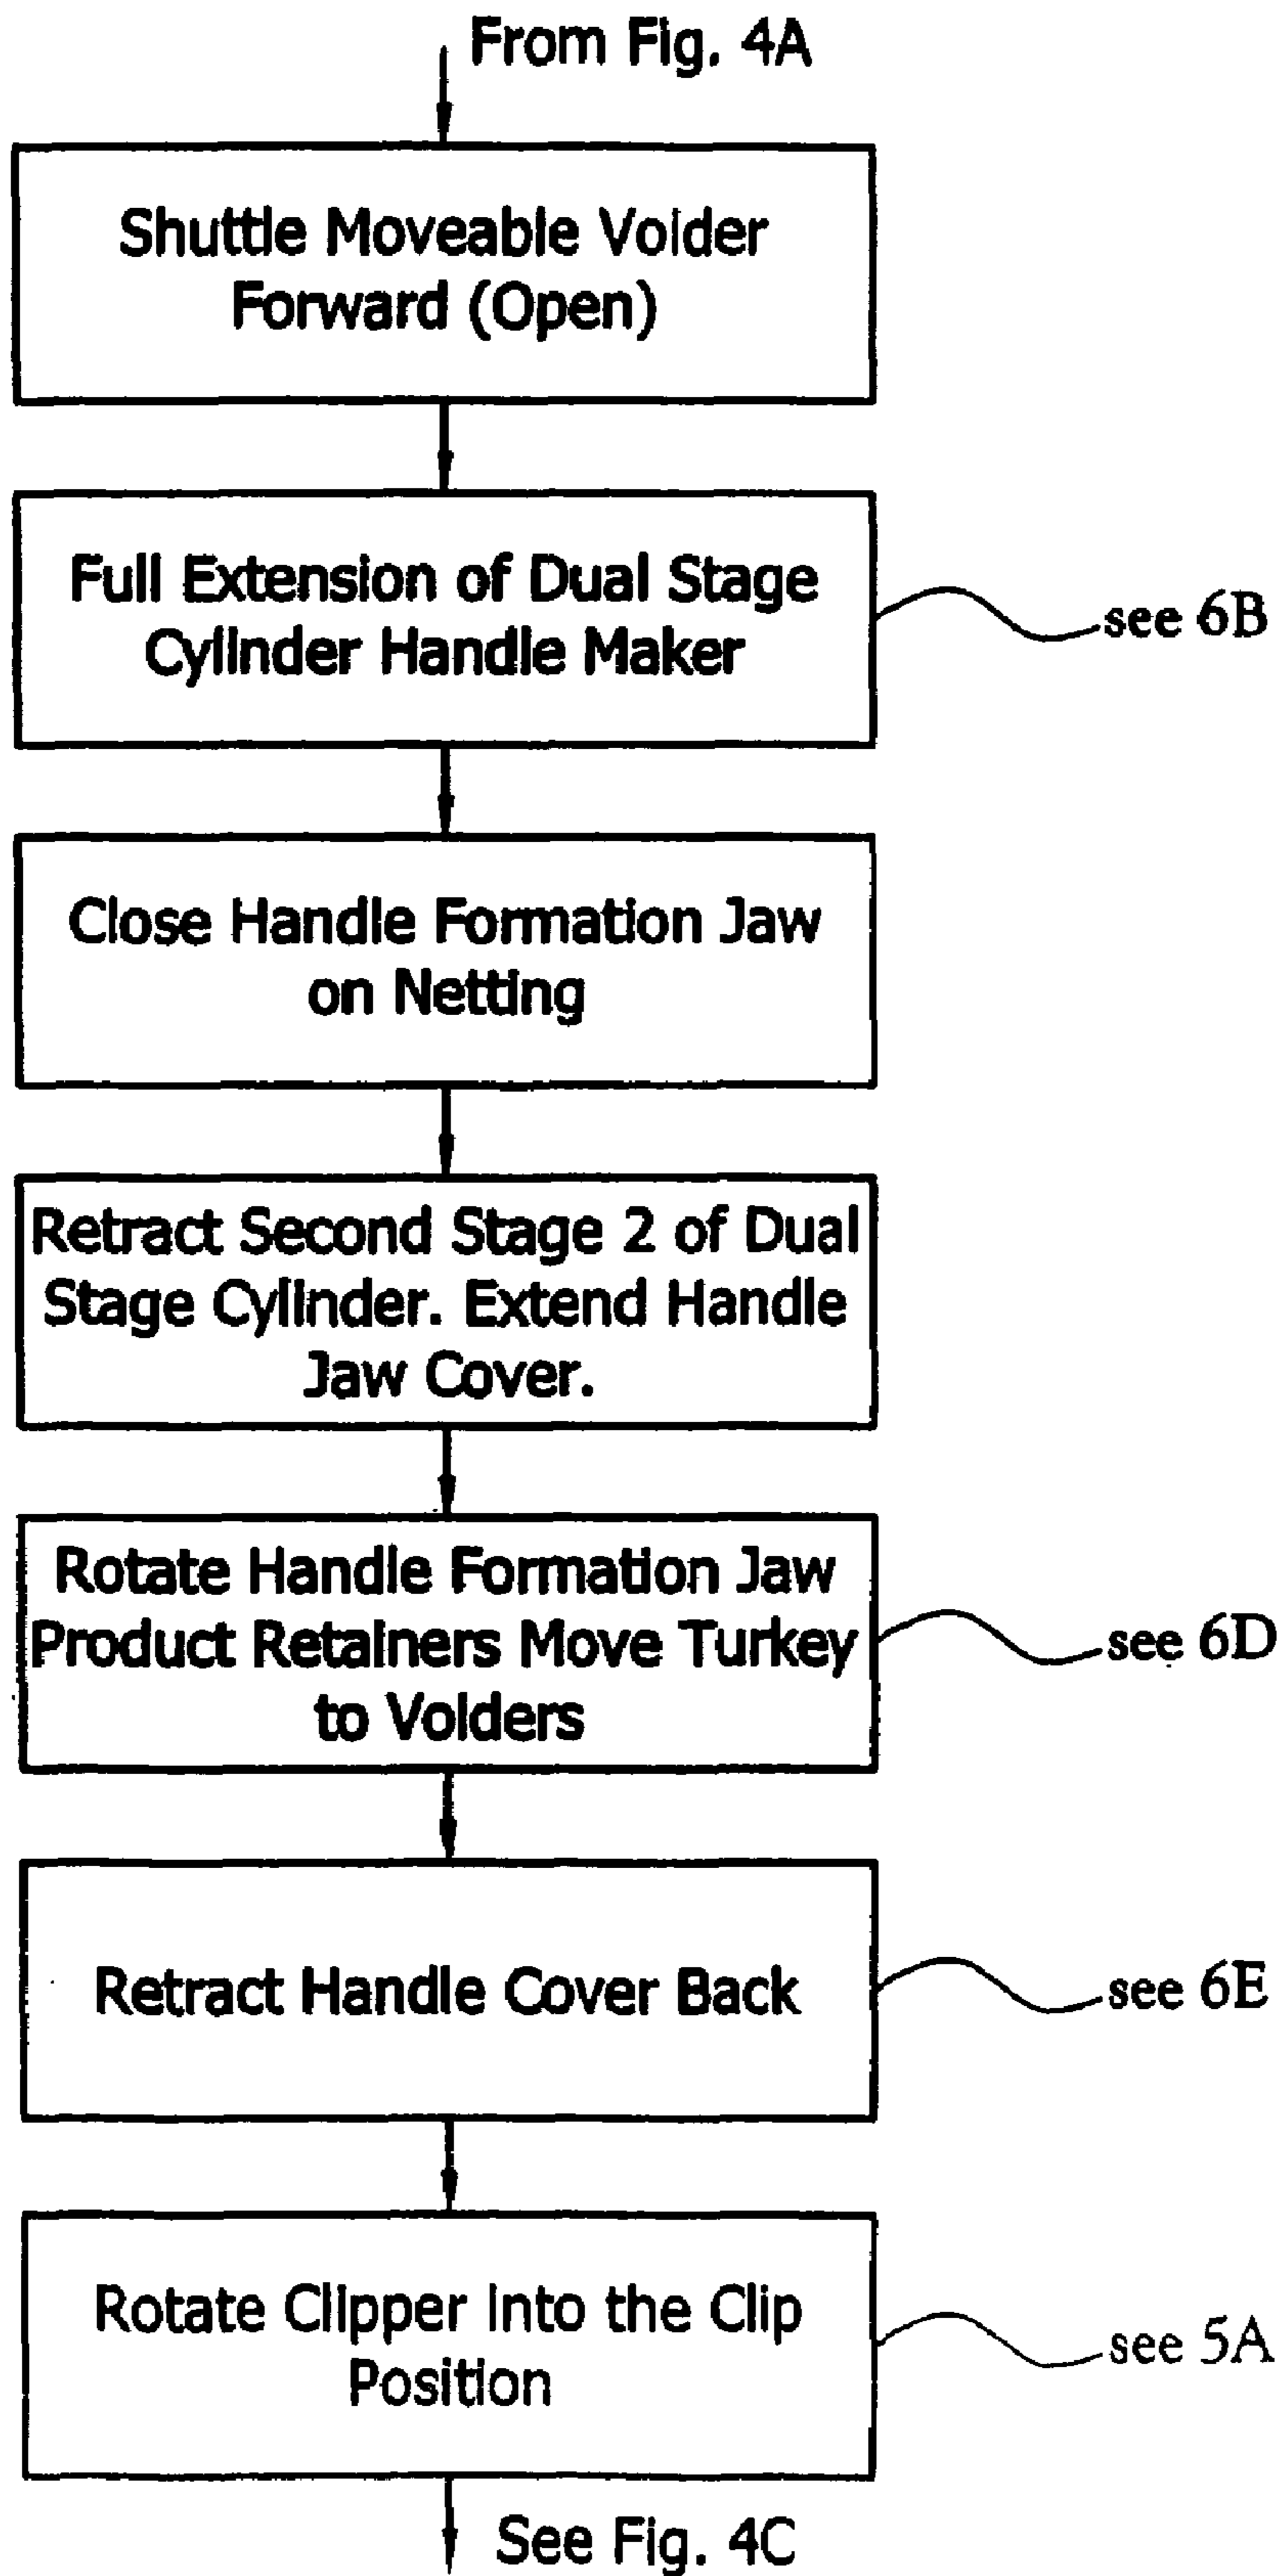 From Fig. 4A
Shuttle Moveable Voider
Forward (Open)
Full Extension of Dual Stage
Cylinder Handle Maker
see 6B
Close Handle Formation Jaw
on Netting
Retract Second Stage 2 of Dual
Stage Cylinder. Extend Handle
Jaw Cover.
Rotate Handle Formation Jaw
Product Retainers Move Turkey
to Voiders
see 6D
Retract Handle Cover Back
see 6E
Rotate Clipper into the Clip
Position
see 5A
See Fig. 4C